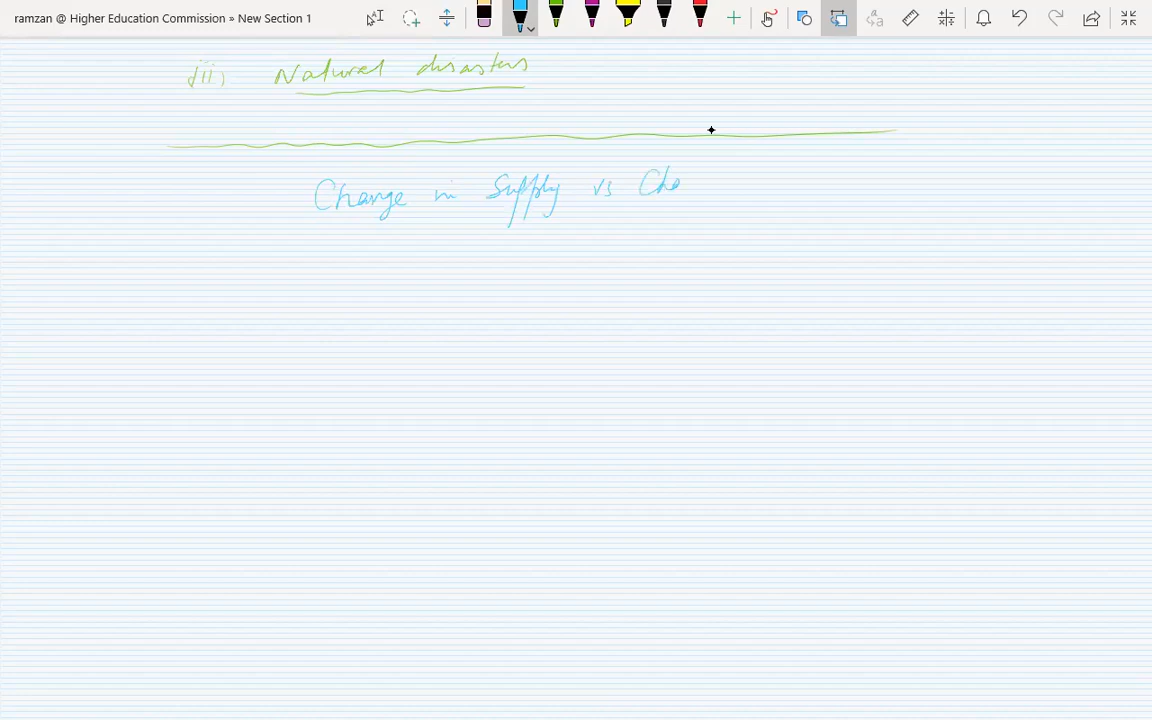 ramzan @ Higher Education Commission » New Section 1
iii) Natural disasters
Change in Supply vs Cha